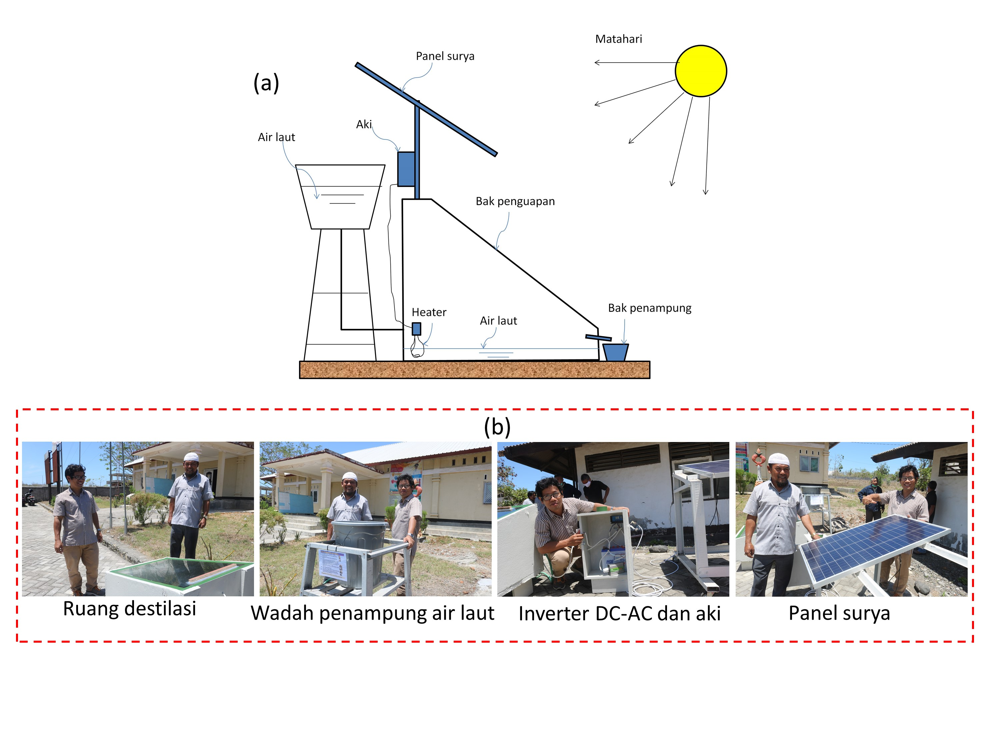 Matahari
Panel surya
(a)
Aki
Air laut
Bak penguapan
Bak penampung
Heater
Air laut
(b)
Ruang destilasi
Wadah penampung air laut
Inverter DC-AC dan aki
Panel surya